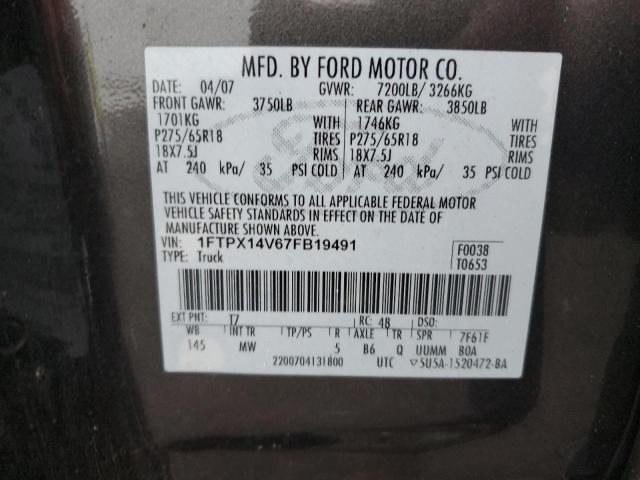 MFD. BY FORD MOTOR CO.
DATE: 04/07 GVWR: 7200LB/ 3266KG
FRONT GAWR: 3750LB REAR GAWR: 3850LB
1701KG WITH 1746KG WITH
P275/65R18 TIRES P275/65R18 TIRES
18X7.5J RIMS 18X7.5J RIMS
AT 240 kPa/ 35 PSI COLD AT 240 kPa/ 35 PSI COLD
THIS VEHICLE CONFORMS TO ALL APPLICABLE FEDERAL MOTOR
VEHICLE SAFETY STANDARDS IN EFFECT ON THE DATE OF
MANUFACTURE SHOWN ABOVE.
VIN: 1FTPX14V67FB19491 F0038
TYPE: Truck T0653
EXT PNT: T7 RC: 48 DSO:
WB INT TR TP/PS R AXLE TR SPR 7F61F
145 MW 5 B6 Q UUMM BOA
2200704131800 UTC 5U5A-1520472-BA